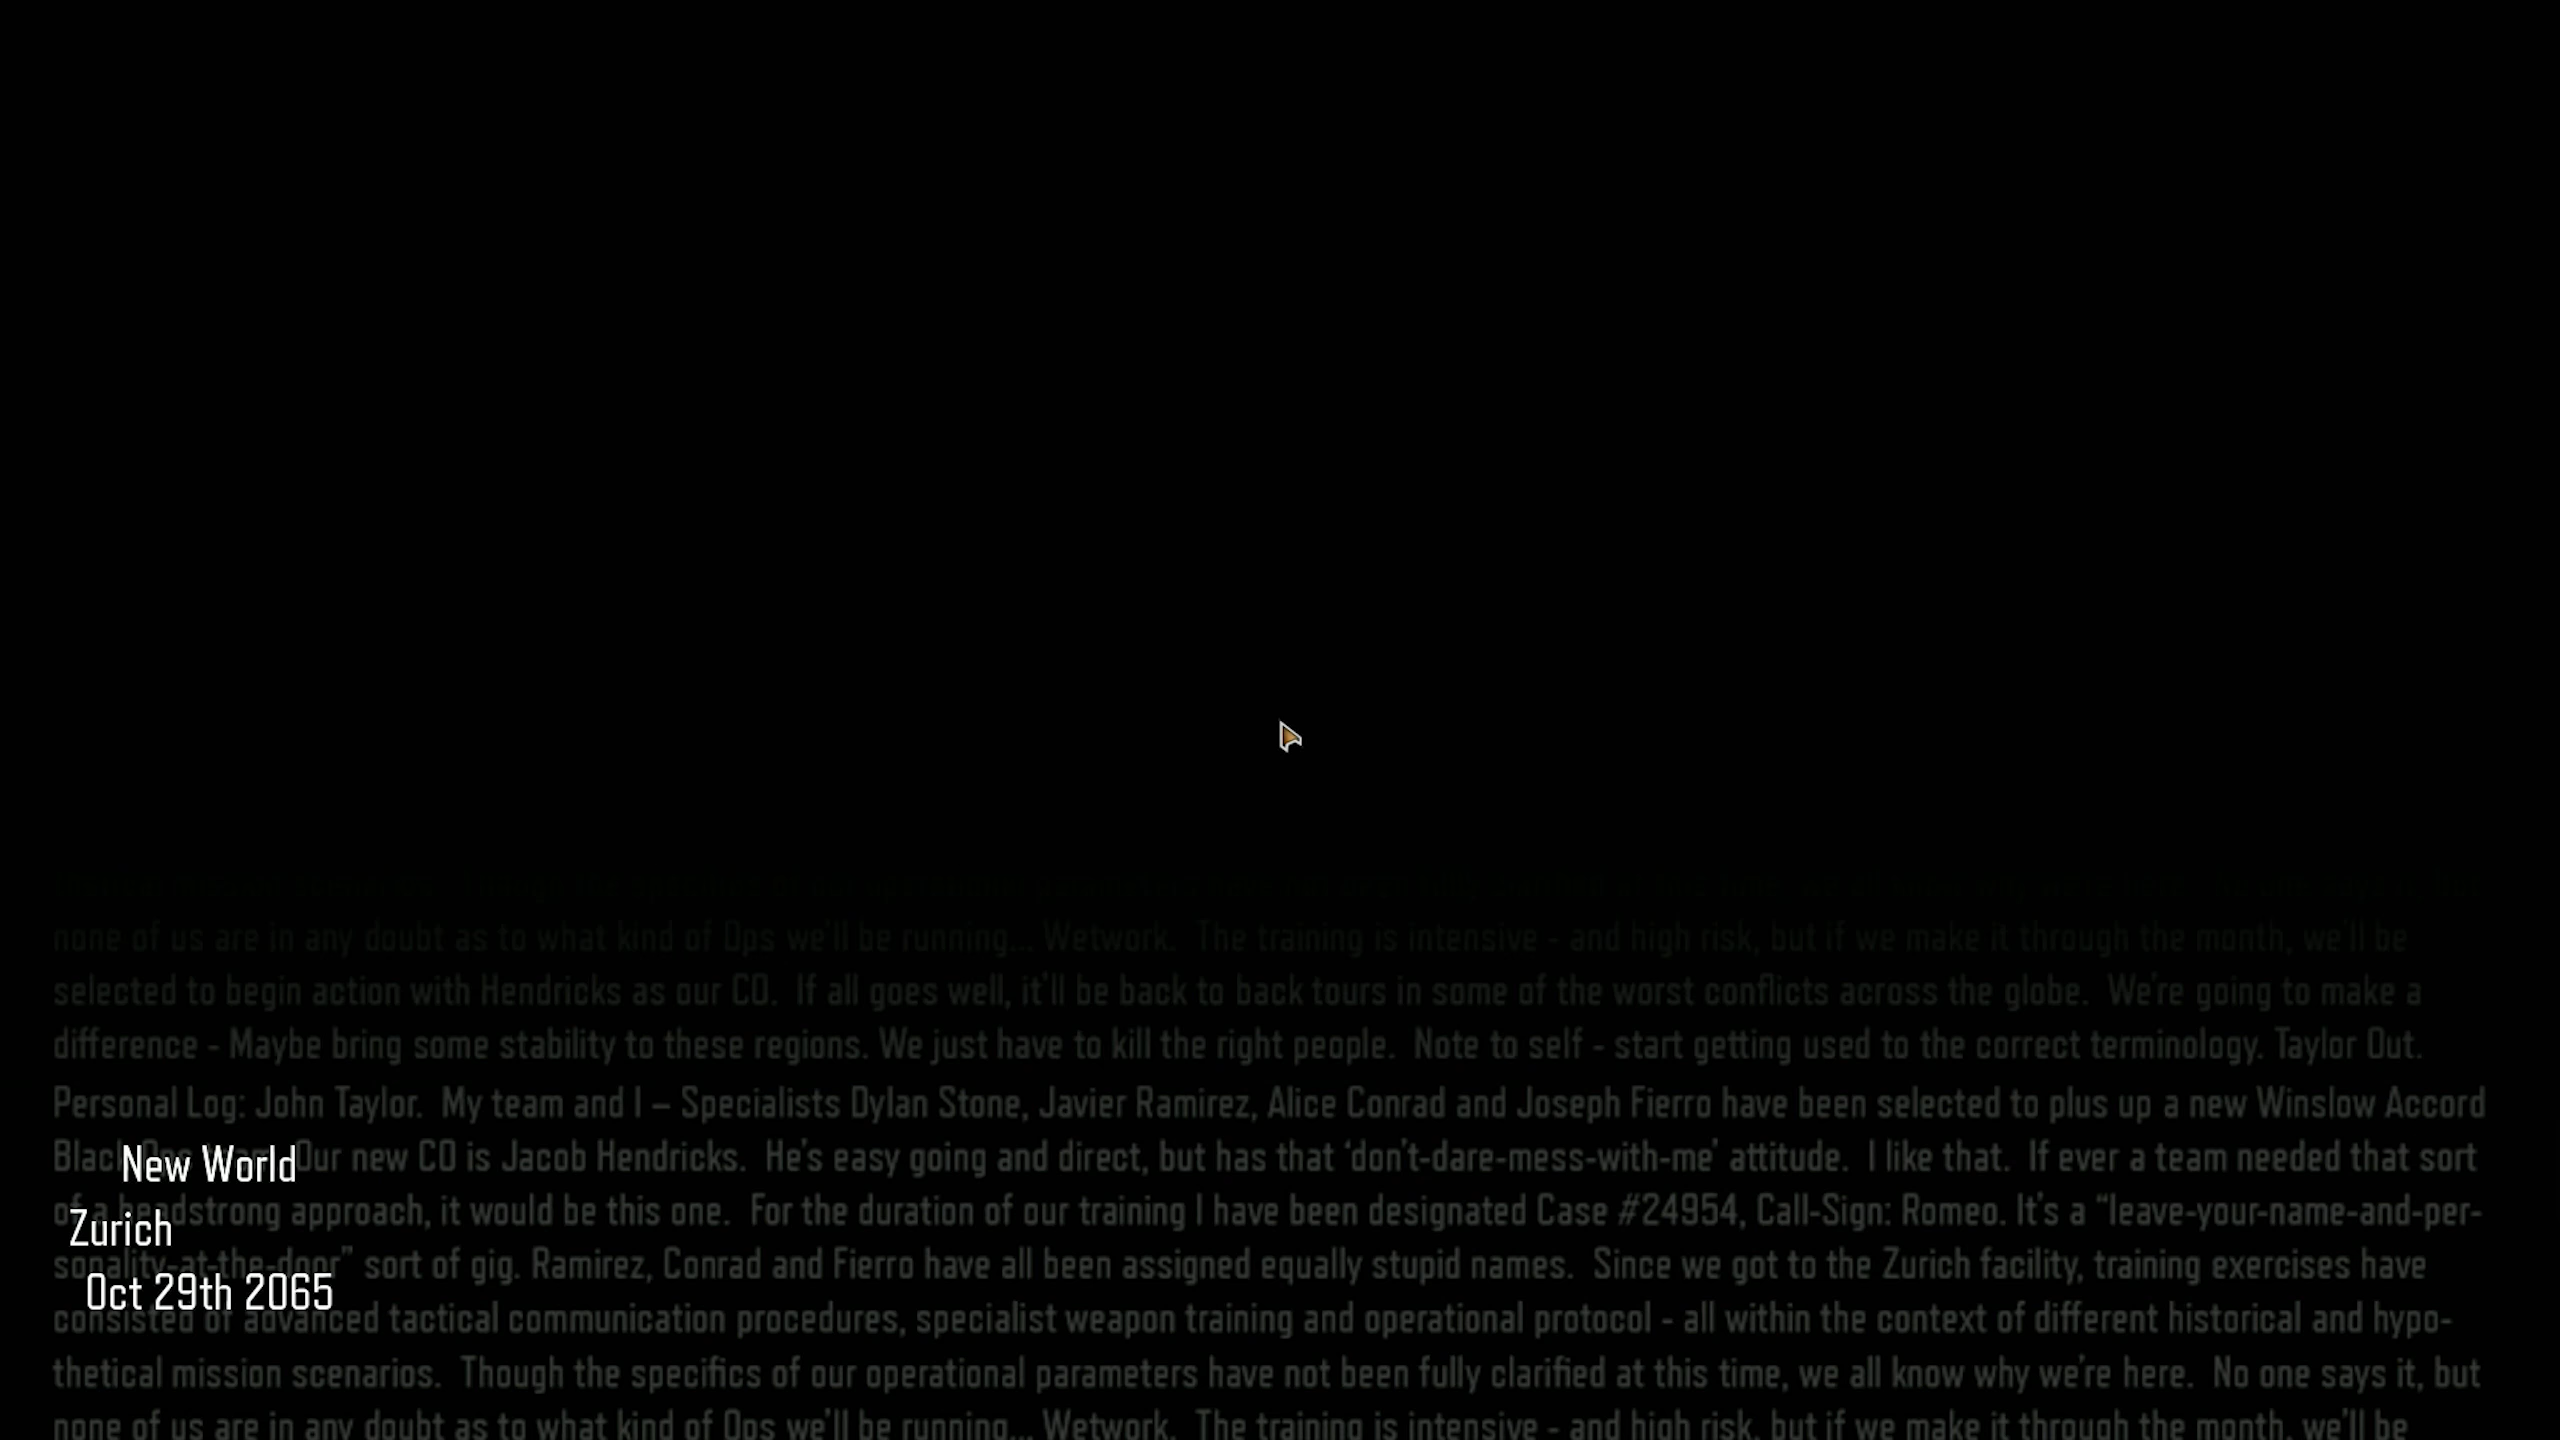 none of us are in any doubt as to what kind of Ops we'll be running... Wetwork.  The training is intensive - and high risk, but if we make it through the month, we'll be
selected to begin action with Hendricks as our CO.  If all goes well, it'll be back to back tours in some of the worst conflicts across the globe.  We're going to make a
difference - Maybe bring some stability to these regions. We just have to kill the right people.  Note to self - start getting used to the correct terminology. Taylor Out.
Personal Log: John Taylor.  My team and I – Specialists Dylan Stone, Javier Ramirez, Alice Conrad and Joseph Fierro have been selected to plus up a new Winslow Accord
Black Our new CO is Jacob Hendricks.  He's easy going and direct, but has that ‘don't-dare-mess-with-me’ attitude.  I like that.  If ever a team needed that sort
New World
of a headstrong approach, it would be this one.  For the duration of our training I have been designated Case #24954, Call-Sign: Romeo. It's a “leave-your-name-and-per-
Zurich
sonality-at-the-door” sort of gig. Ramirez, Conrad and Fierro have all been assigned equally stupid names.  Since we got to the Zurich facility, training exercises have
Oct 29th 2065
consisted of advanced tactical communication procedures, specialist weapon training and operational protocol - all within the context of different historical and hypo-
thetical mission scenarios.  Though the specifics of our operational parameters have not been fully clarified at this time, we all know why we're here.  No one says it, but
none of us are in any doubt as to what kind of Ops we'll be running... Wetwork.  The training is intensive - and high risk, but if we make it through the month, we'll be